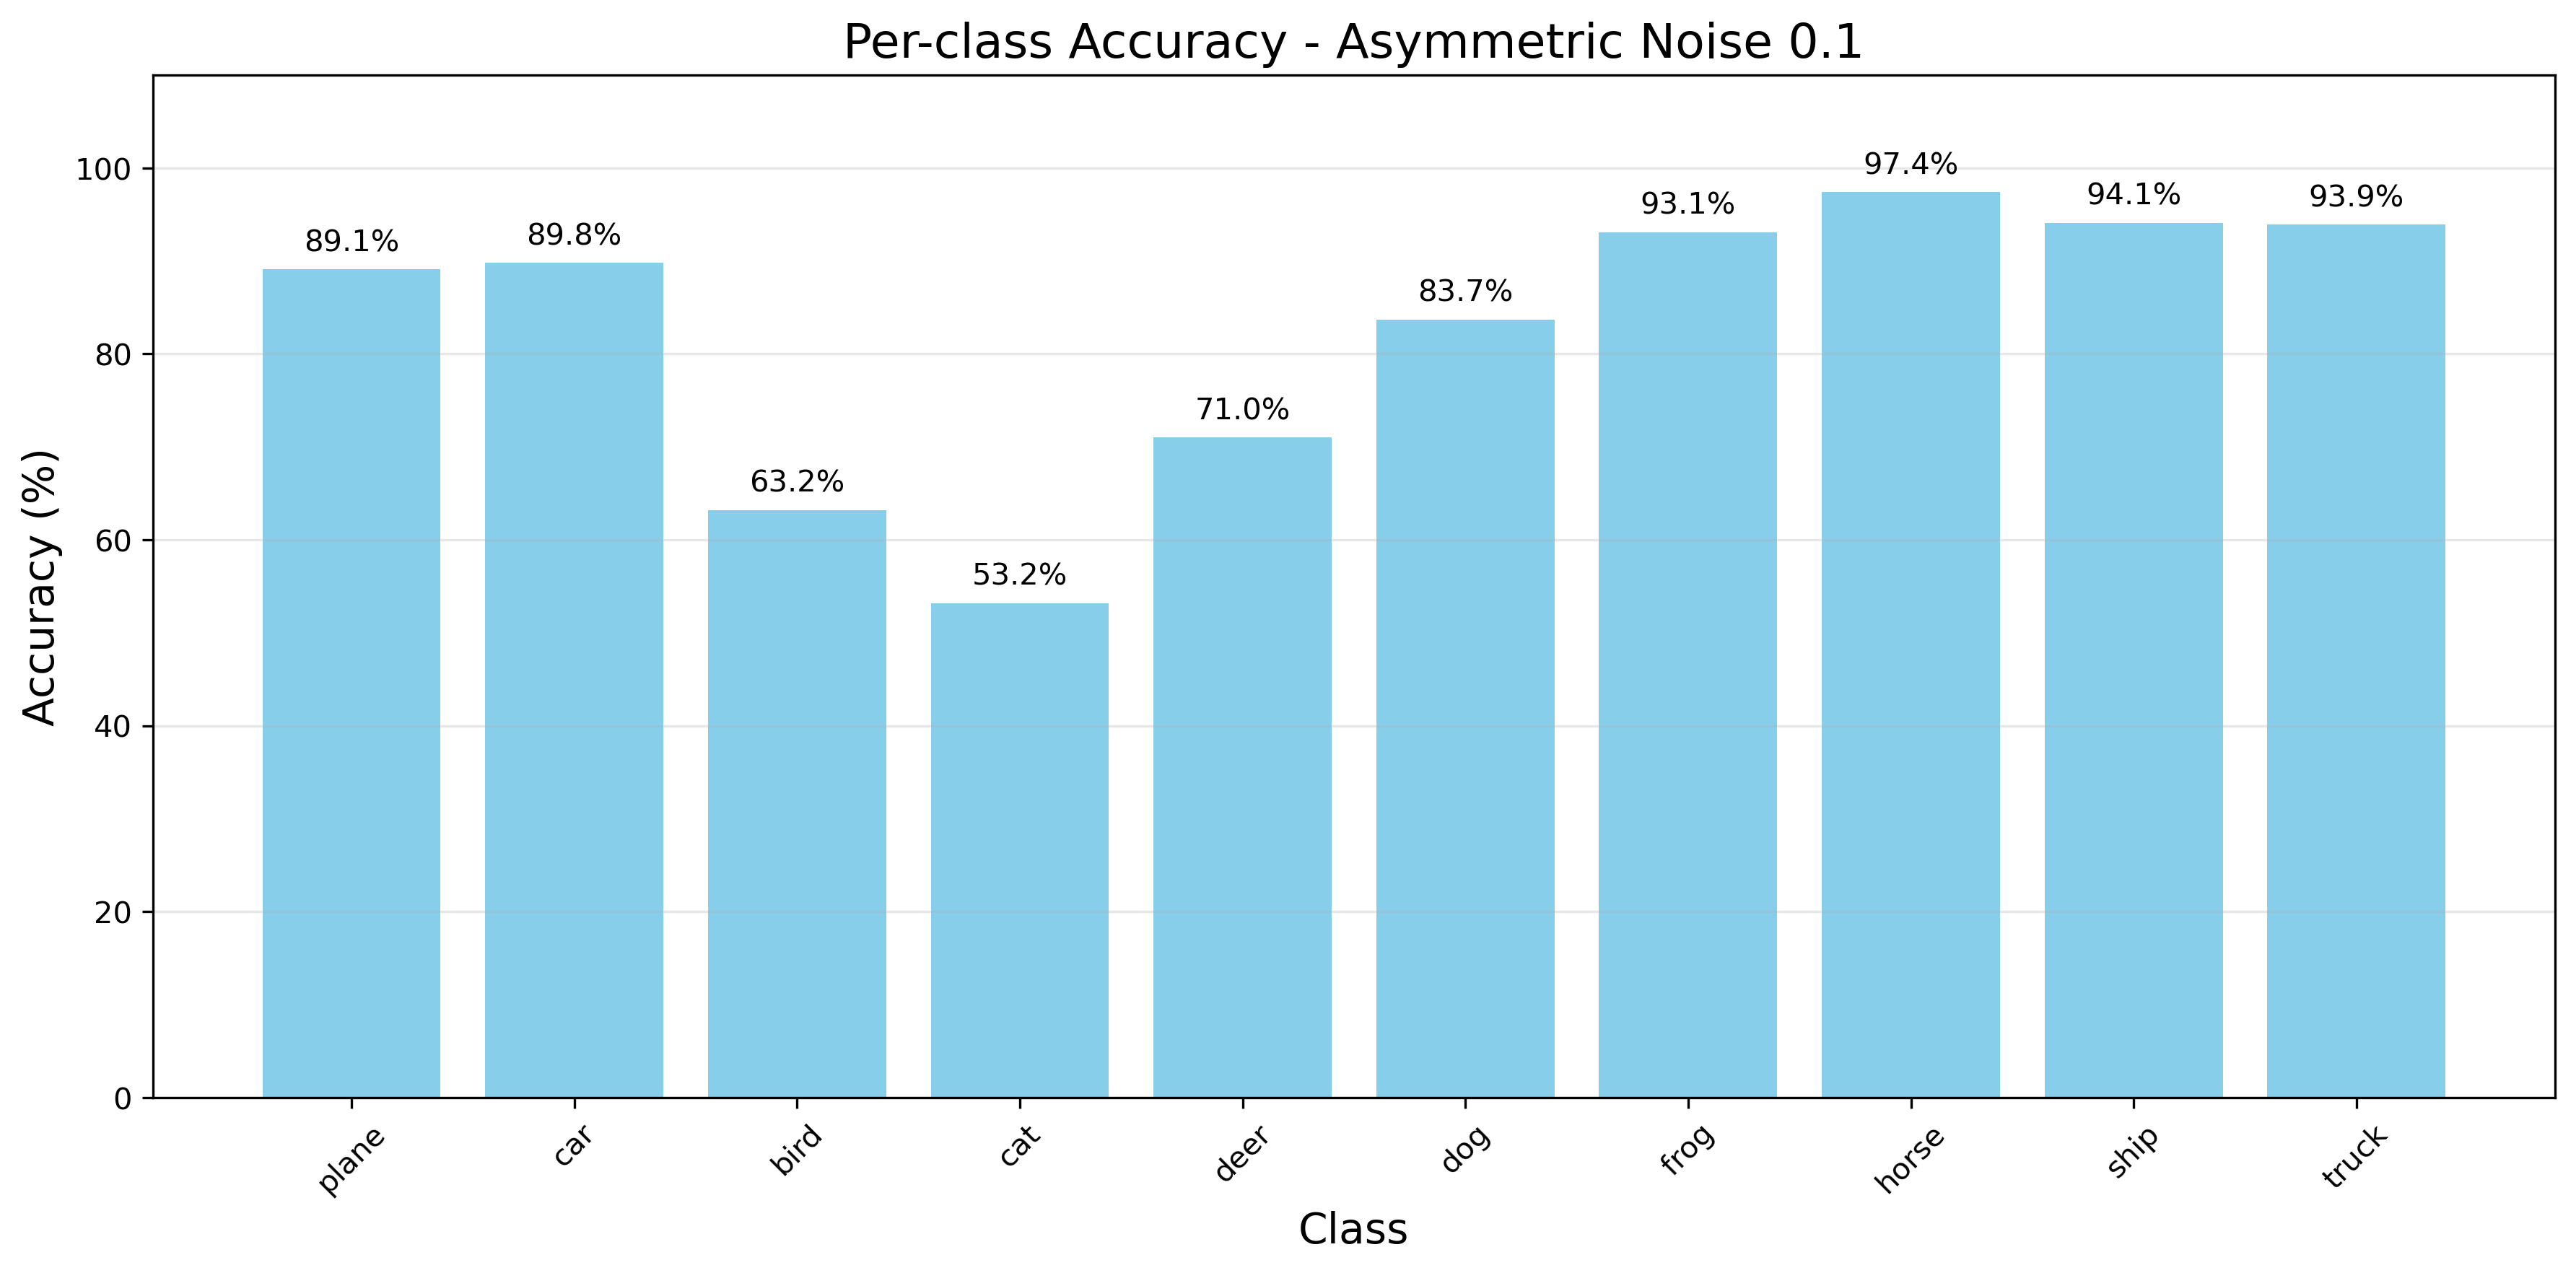 Per-class Accuracy - Asymmetric Noise 0.1
Accuracy (%)
100
80
60
40
20
0
89.1%
89.8%
63.2%
53.2%
71.0%
83.7%
93.1%
97.4%
94.1%
93.9%
plane
car
bird
cat
deer
dog
frog
horse
ship
truck
Class